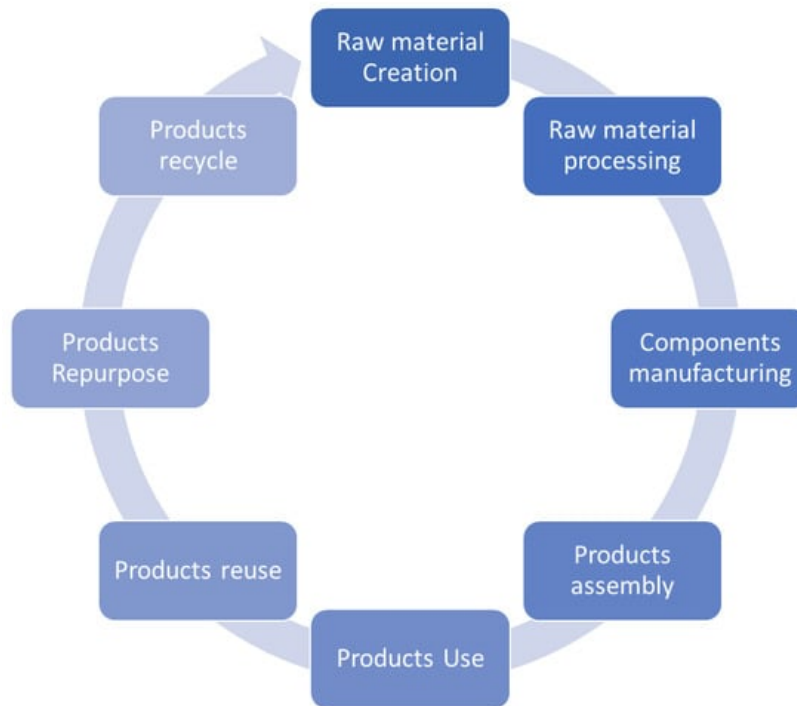 Raw material
Creation
Raw material
processing
Components
manufacturing
Products
assembly
Products Use
Products reuse
Products
Repurpose
Products
recycle